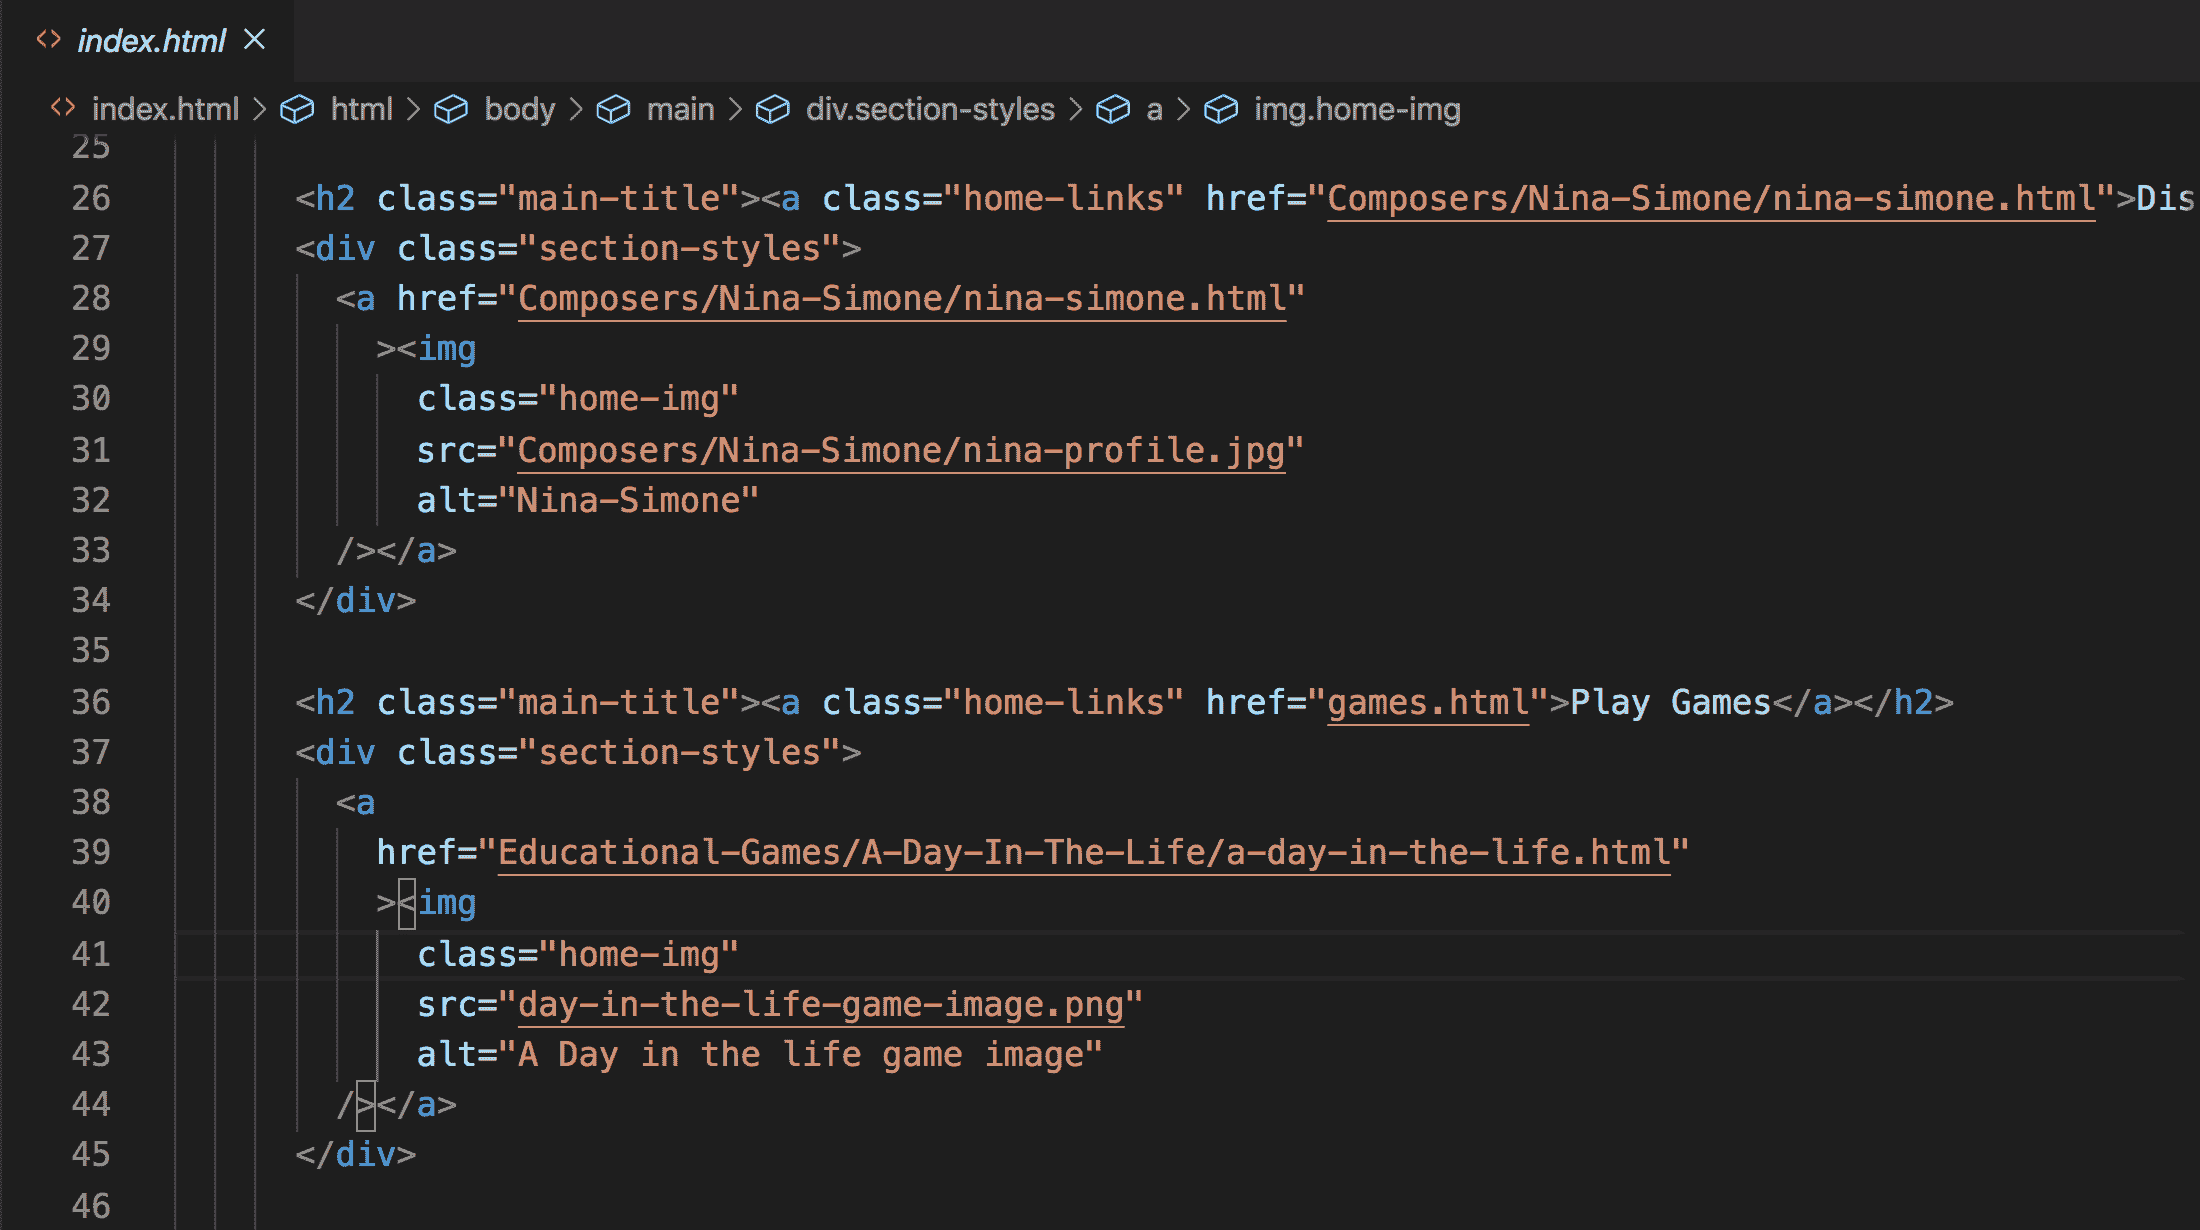 index.html
index.html > html > body > main > div.section-styles > a > img.home-img
25
26 <h2 class="main-title"><a class="home-links" href="Composers/Nina-Simone/nina-simone.html">Dis
27 <div class="section-styles">
28 <a href="Composers/Nina-Simone/nina-simone.html"
29 ><img
30 class="home-img"
31 src="Composers/Nina-Simone/nina-profile.jpg"
32 alt="Nina-Simone"
33 /></a>
34 </div>
35
36 <h2 class="main-title"><a class="home-links" href="games.html">Play Games</a></h2>
37 <div class="section-styles">
38 <a
39 href="Educational-Games/A-Day-In-The-Life/a-day-in-the-life.html"
40 ><img
41 class="home-img"
42 src="day-in-the-life-game-image.png"
43 alt="A Day in the life game image"
44 /></a>
45 </div>
46